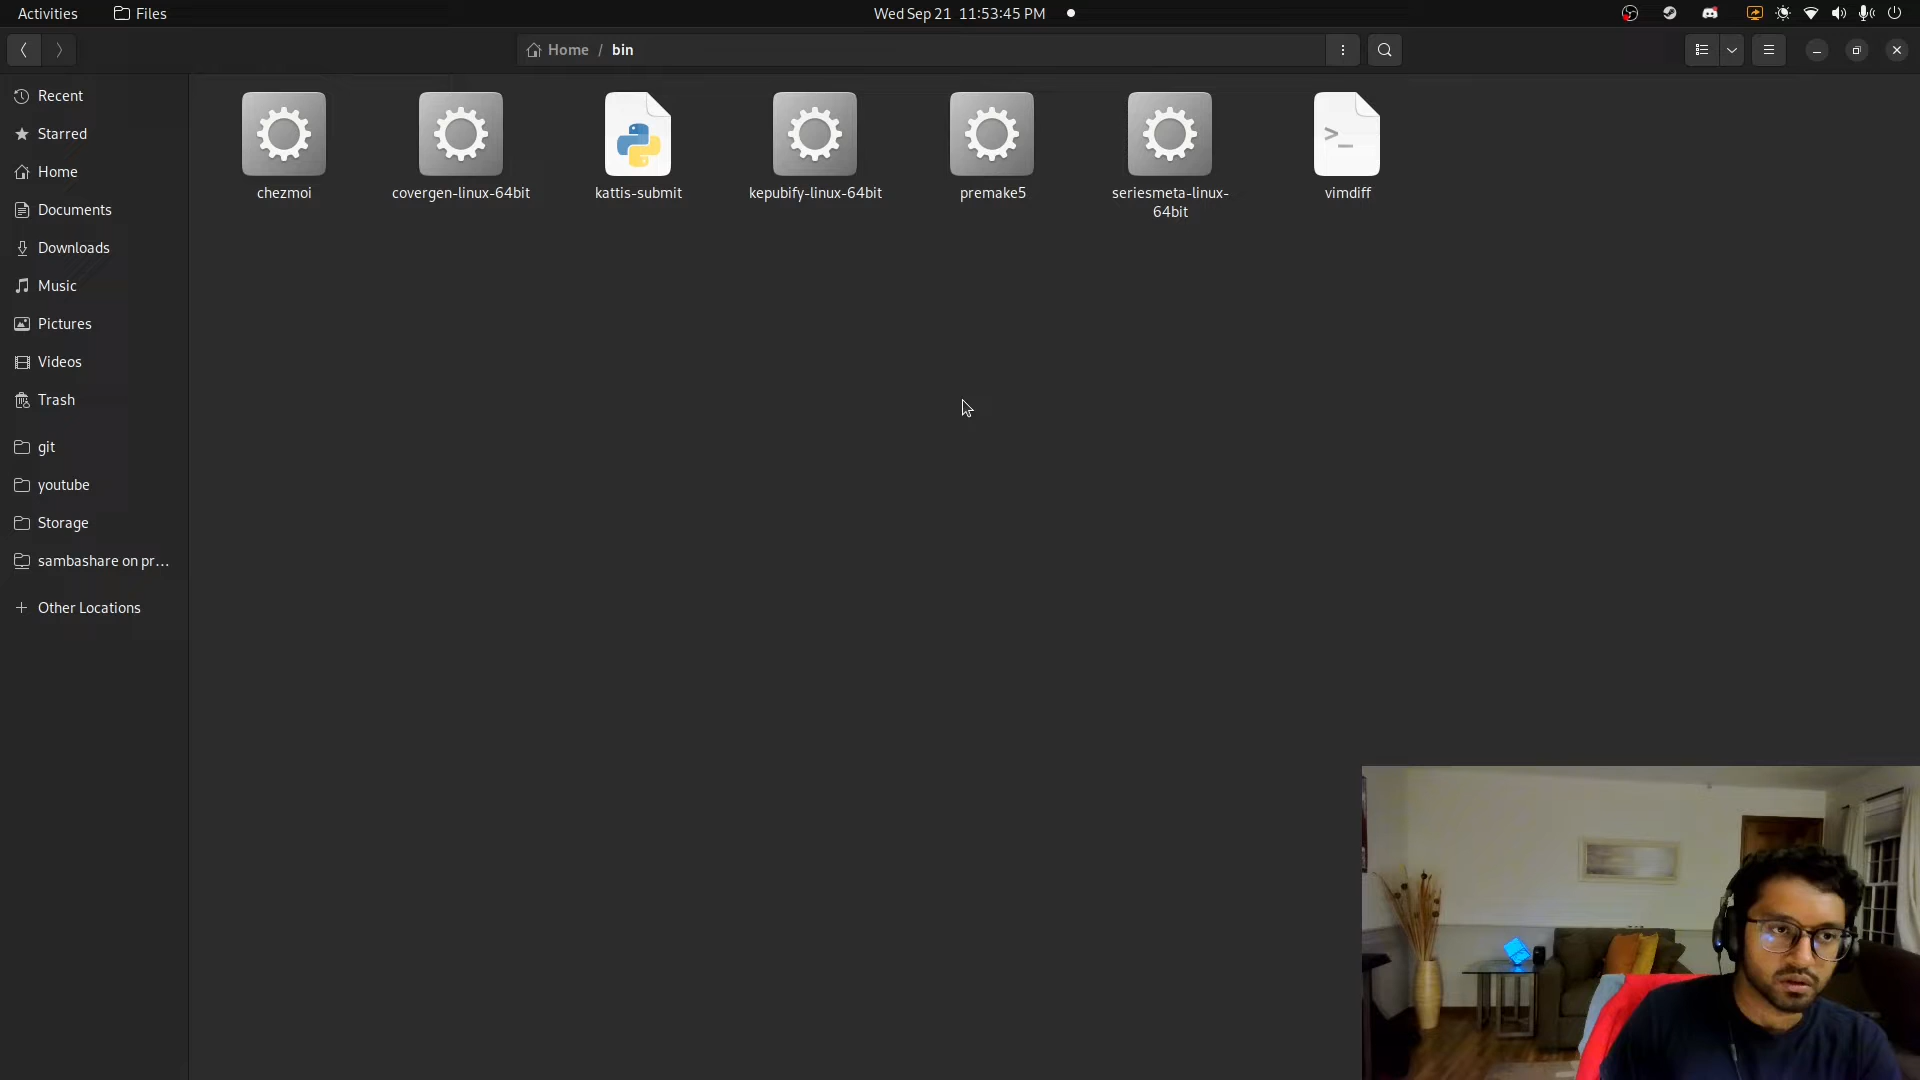 Activities
Files
Wed Sep 21 11:53:45 PM
Home / bin
Recent
Starred
Home
Documents
Downloads
Music
Pictures
Videos
Trash
git
youtube
Storage
sambashare on pr...
Other Locations
chezmoi
covergen-linux-64bit
kattis-submit
kepubify-linux-64bit
premake5
seriesmeta-linux-
64bit
>_
vimdiff